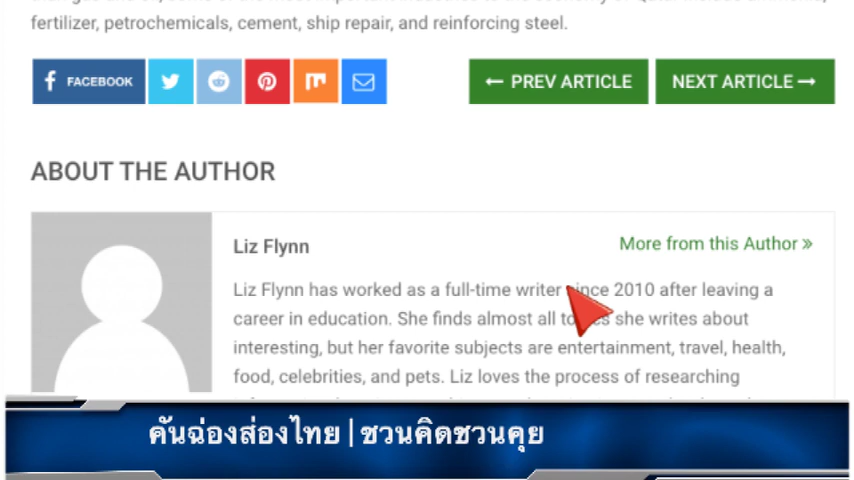 fertilizer, petrochemicals, cement, ship repair, and reinforcing steel.
FACEBOOK
← PREV ARTICLE
NEXT ARTICLE →
ABOUT THE AUTHOR
Liz Flynn
More from this Author »
Liz Flynn has worked as a full-time writer since 2010 after leaving a
career in education. She finds almost all she writes about
interesting, but her favorite subjects are entertainment, travel, health,
food, celebrities, and pets. Liz loves the process of researching
คันฉ่องส่องไทย | ชวนคิดชวนคุย